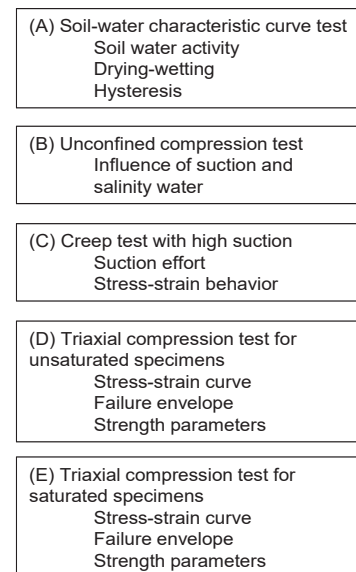 (A) Soil-water characteristic curve test
Soil water activity
Drying-wetting
Hysteresis
(B) Unconfined compression test
Influence of suction and
salinity water
(C) Creep test with high suction
Suction effort
Stress-strain behavior
(D) Triaxial compression test for
unsaturated specimens
Stress-strain curve
Failure envelope
Strength parameters
(E) Triaxial compression test for
saturated specimens
Stress-strain curve
Failure envelope
Strength parameters